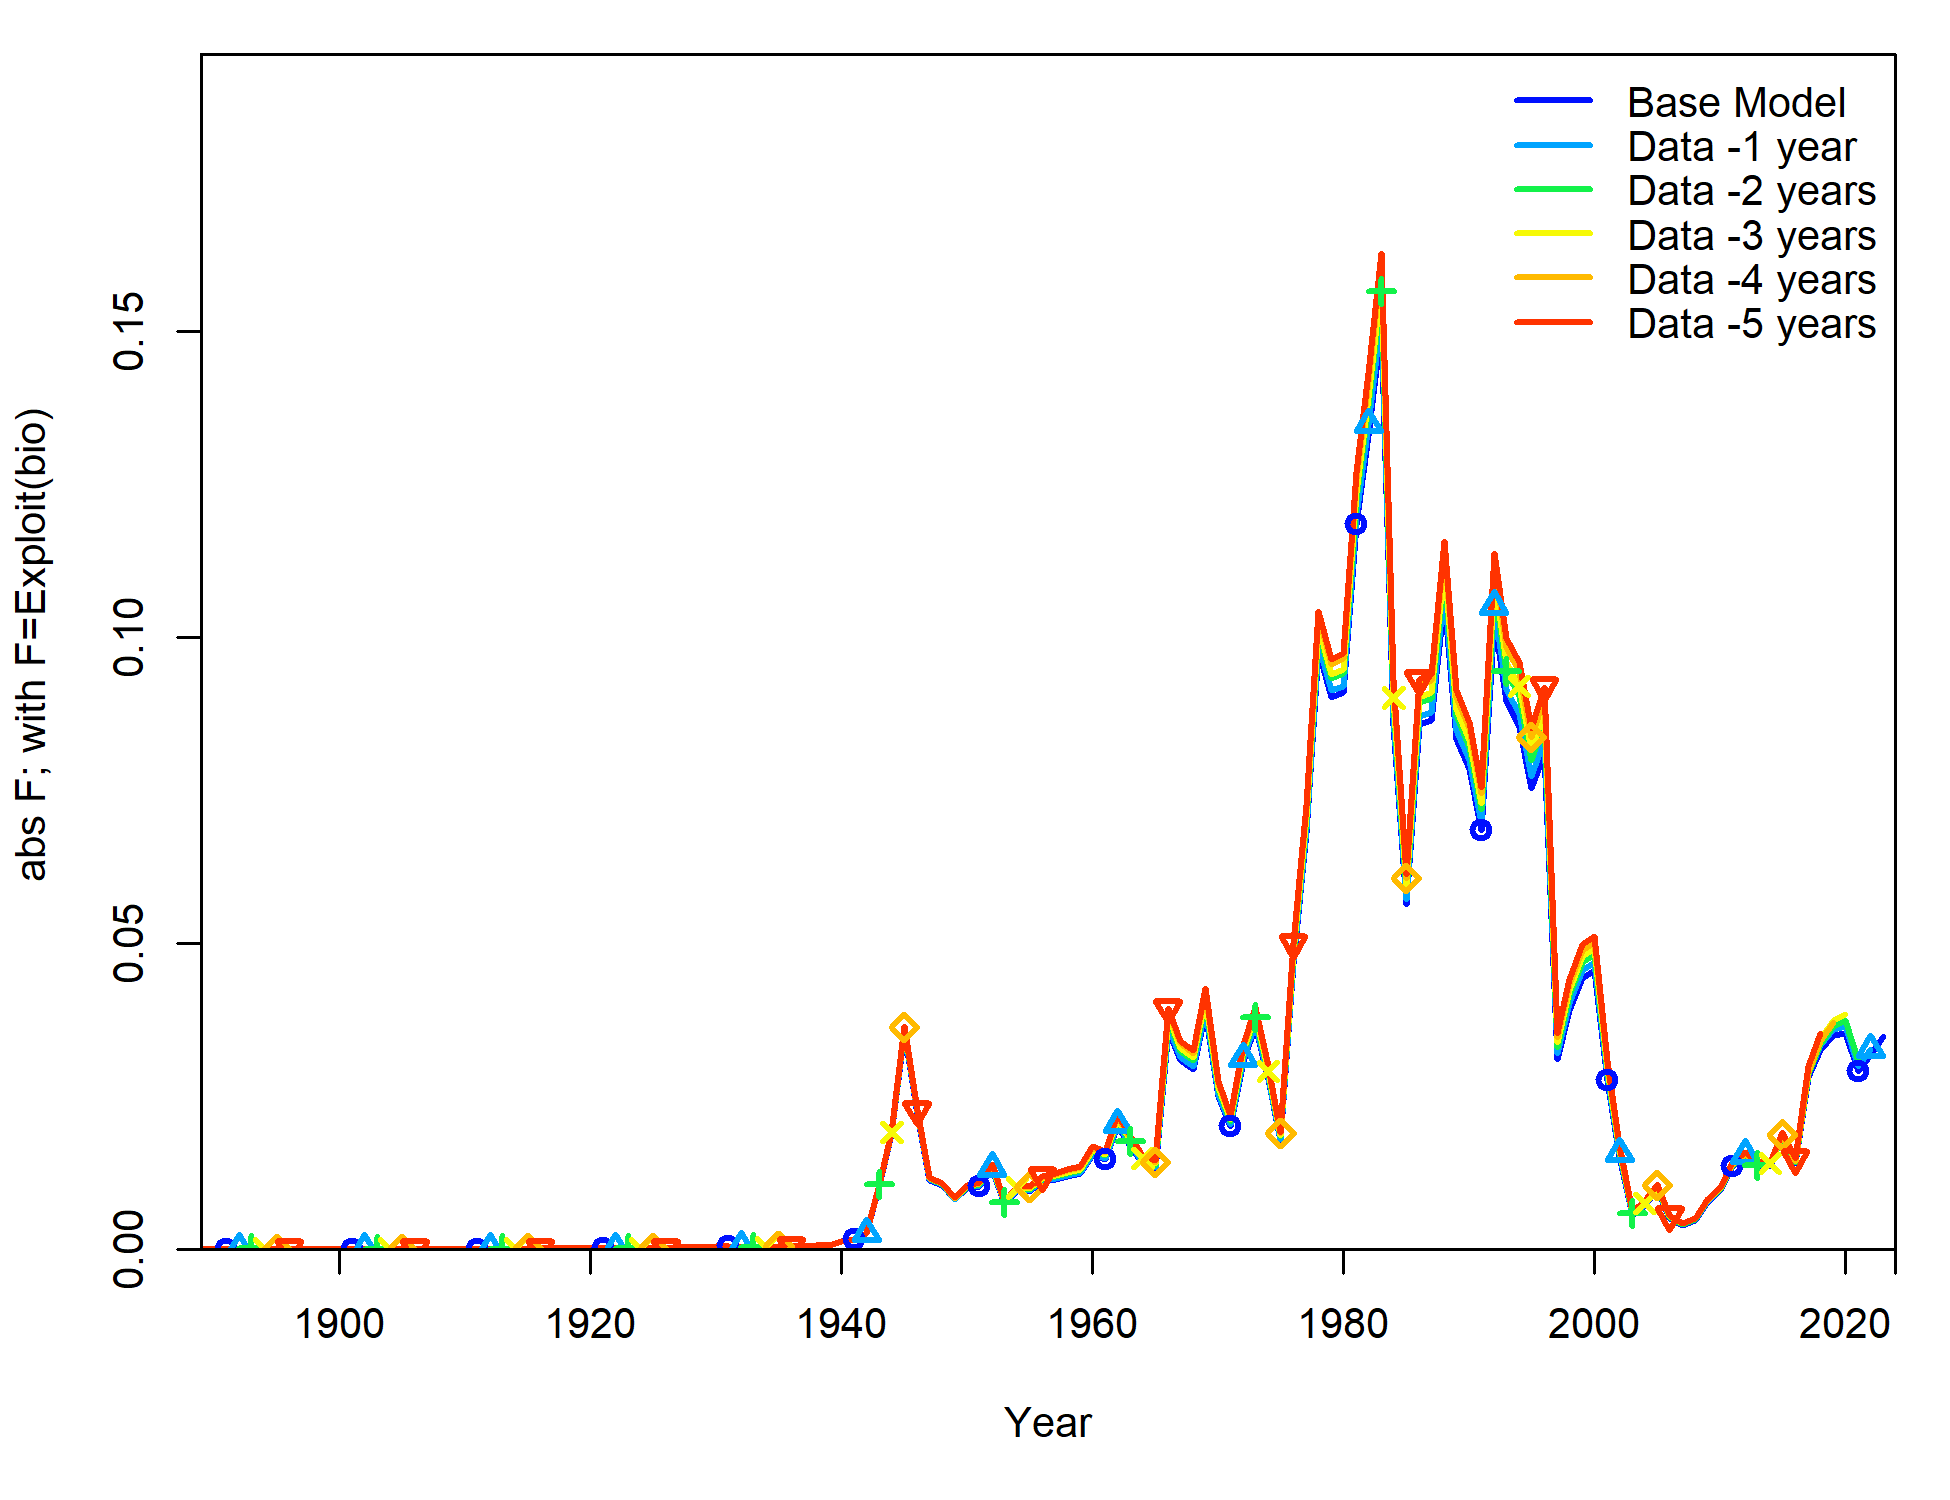 Base Model
Data -1 year
Data -2 years
Data -3 years
Data -4 years
Data -5 years
abs F; with F=Exploit(bio)
0.15
0.10
0.05
0.00
1900 1920 1940 1960 1980 2000 2020
Year